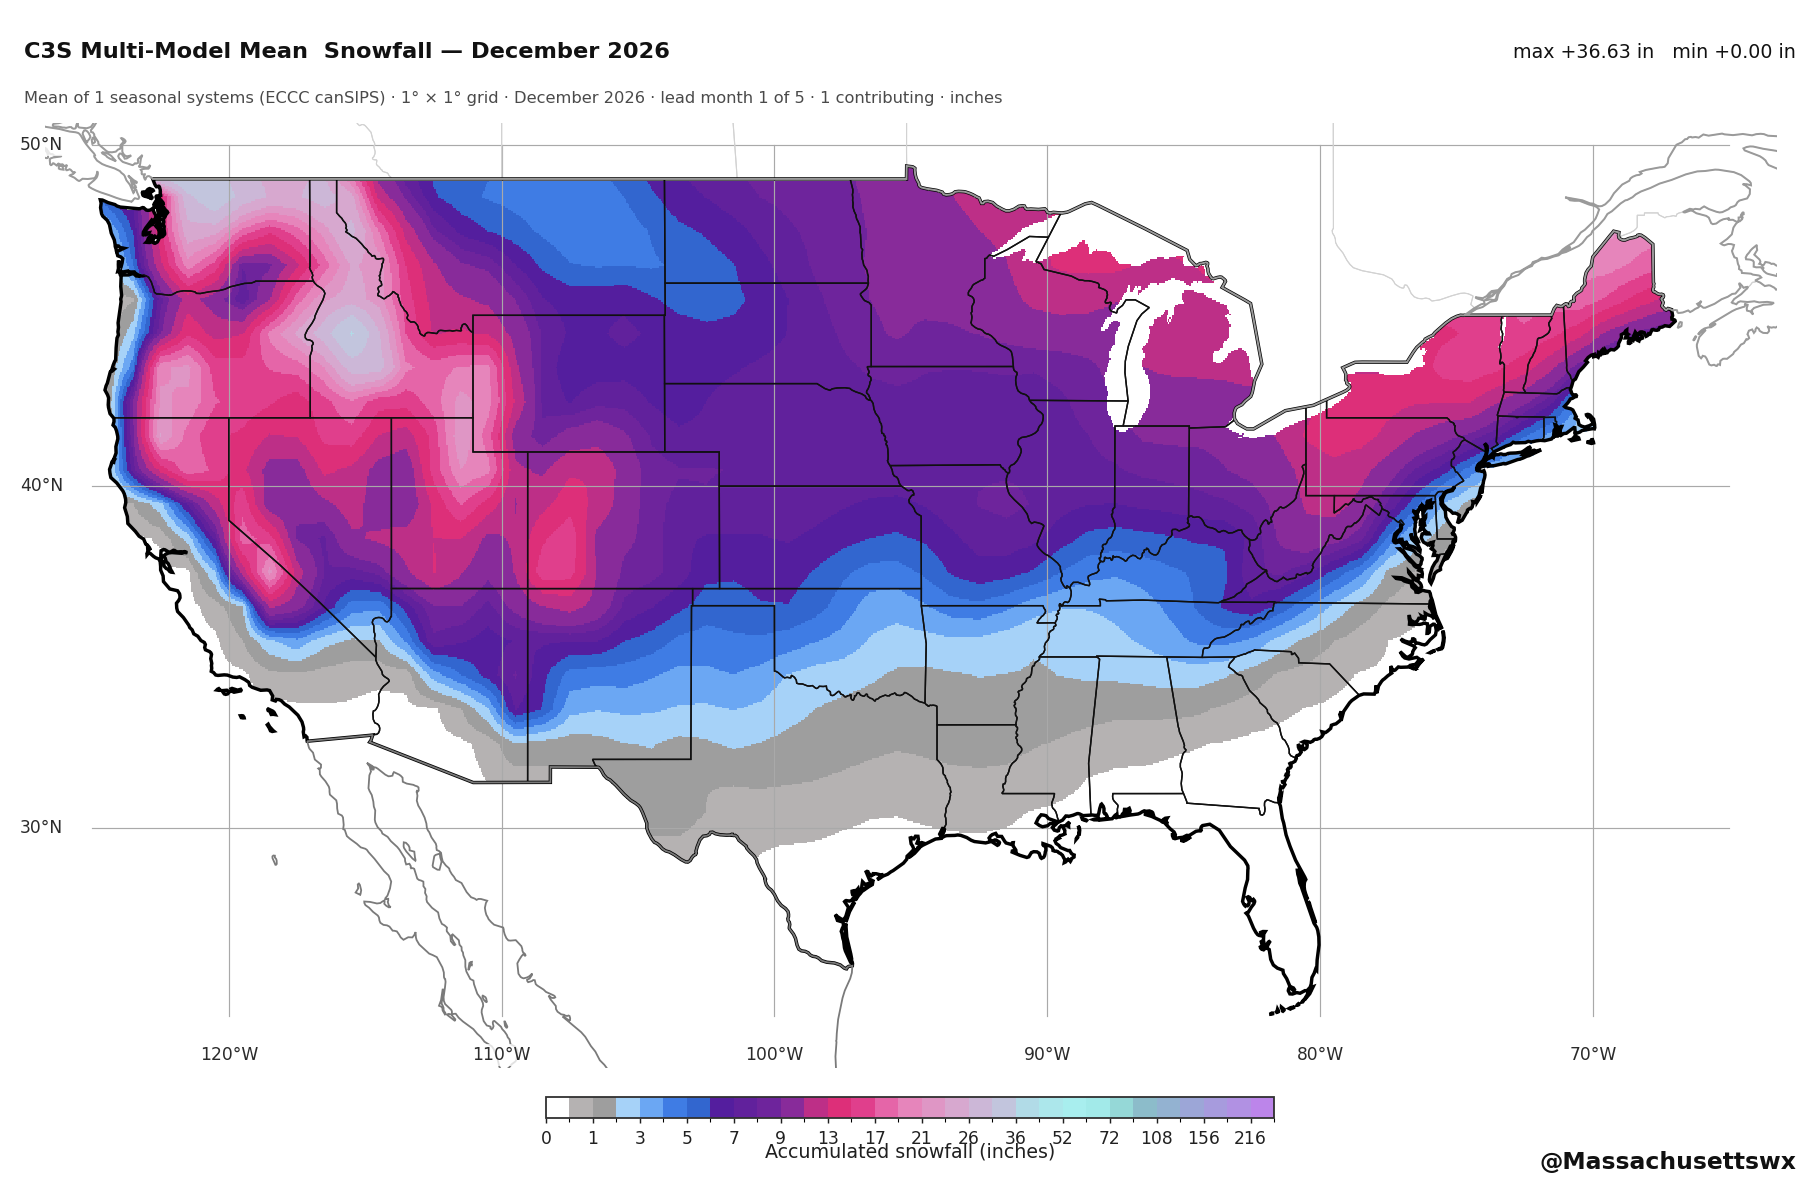 C3S Multi-Model Mean  Snowfall — December 2026
max +36.63 in   min +0.00 in
Mean of 1 seasonal systems (ECCC canSIPS) · 1° × 1° grid · December 2026 · lead month 1 of 5 · 1 contributing · inches
50°N
40°N
30°N
120°W 110°W 100°W 90°W 80°W 70°W
0 1 3 5 7 9 13 17 21 26 36 52 72 108 156 216
Accumulated snowfall (inches)
@Massachusettswx